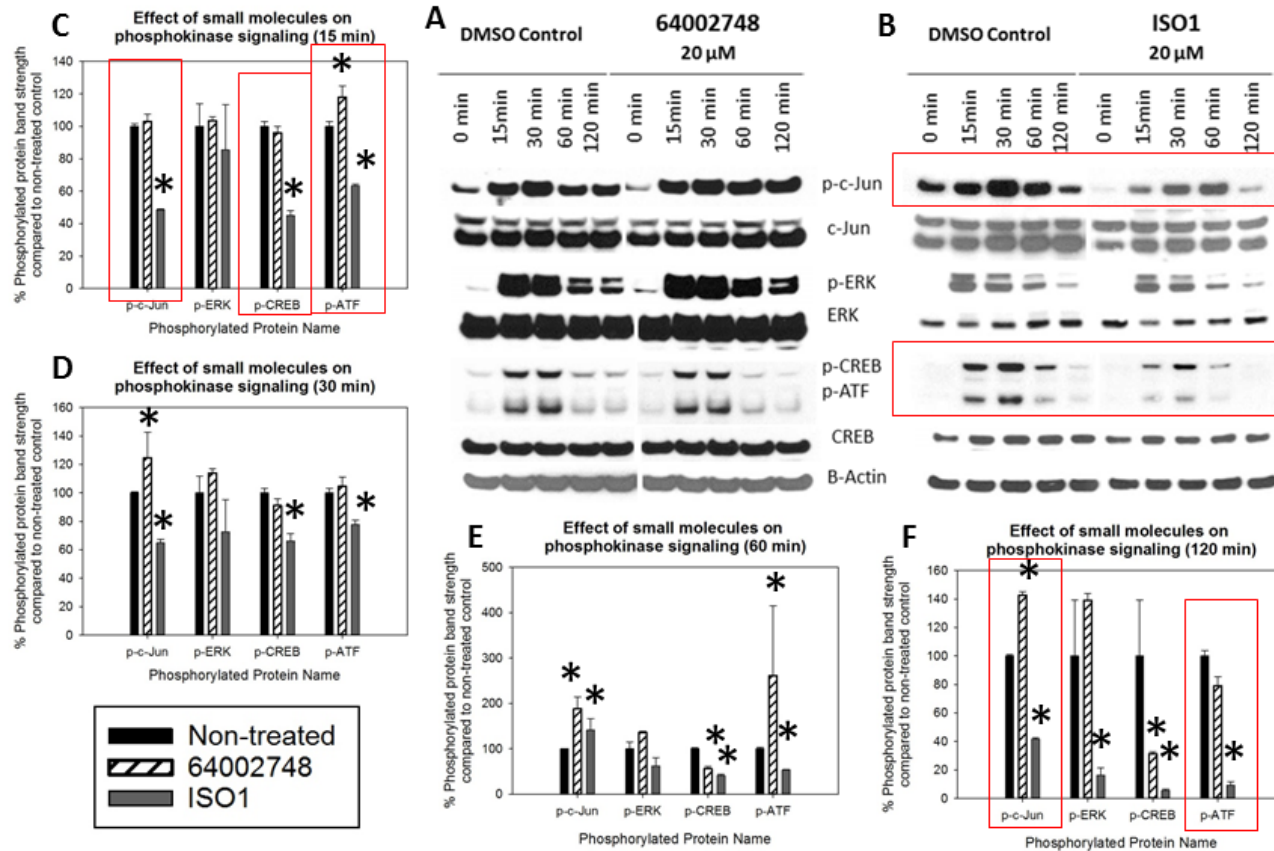 C
Effect of small molecules on
phosphokinase signaling (15 min)
% Phosphorylated protein band strength
compared to non-treated control
140
120
100
80
60
40
20
0
* * * *
p-c-Jun p-ERK p-CREB p-ATF
Phosphorylated Protein Name
D
Effect of small molecules on
phosphokinase signaling (30 min)
% Phosphorylated protein band strength
compared to non-treated control
160
140
120
100
80
60
40
20
0
* * * *
p-c-Jun p-ERK p-CREB p-ATF
Phosphorylated Protein Name
Non-treated
64002748
ISO1
A
DMSO Control
64002748
20 µM
0 min 15min 30 min 60 min 120 min 0 min 15min 30 min 60 min 120 min
p-c-Jun
c-Jun
p-ERK
ERK
p-CREB
p-ATF
CREB
B-Actin
B
DMSO Control
ISO1
20 µM
0 min 15 min 30 min 60 min 120 min 0 min 15 min 30 min 60 min 120 min
E
Effect of small molecules on
phosphokinase signaling (60 min)
% Phosphorylated protein band strength
compared to non-treated control
500
400
300
200
100
0
* * * * * *
p-c-Jun p-ERK p-CREB p-ATF
Phosphorylated Protein Name
F
Effect of small molecules on
phosphokinase signaling (120 min)
% Phosphorylated protein band strength
compared to non-treated control
160
140
120
100
80
60
40
20
0
* * * * * *
p-c-Jun p-ERK p-CREB p-ATF
Phosphorylated Protein Name